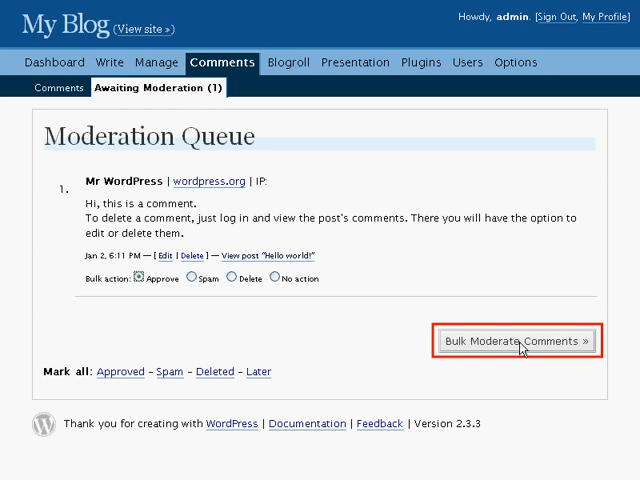 My Blog (View site »)
Howdy, admin. [Sign Out, My Profile]
Dashboard Write Manage Comments Blogroll Presentation Plugins Users Options
Comments Awaiting Moderation (1)
Moderation Queue
1. Mr WordPress | wordpress.org | IP:
Hi, this is a comment.
To delete a comment, just log in and view the post's comments. There you will have the option to
edit or delete them.
Jan 2, 6:11 PM — [ Edit | Delete ] — View post "Hello world!"
Bulk action: Approve Spam Delete No action
Bulk Moderate Comments »
Mark all: Approved - Spam - Deleted - Later
Thank you for creating with WordPress | Documentation | Feedback | Version 2.3.3